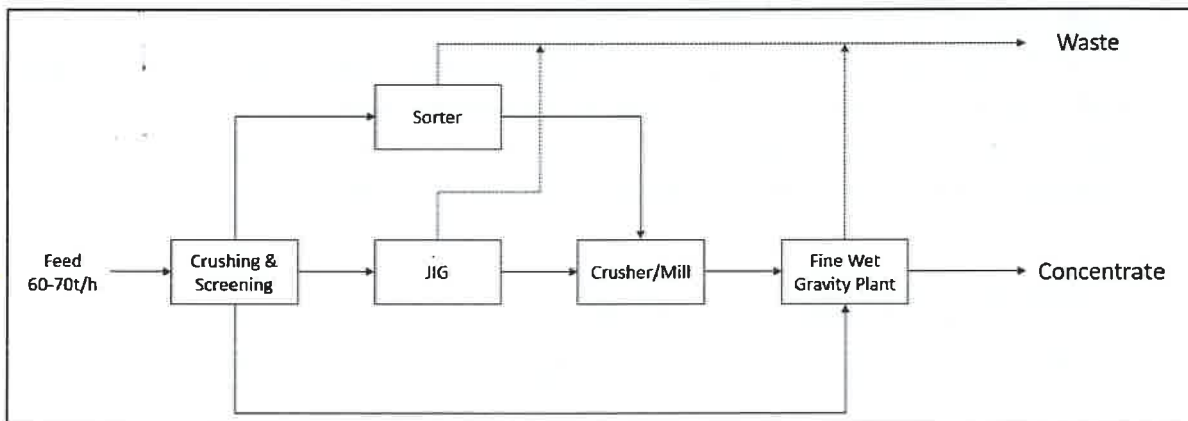 Waste
Sorter
Feed
60-70t/h
Crushing &
Screening
JIG
Crusher/Mill
Fine Wet
Gravity Plant
Concentrate